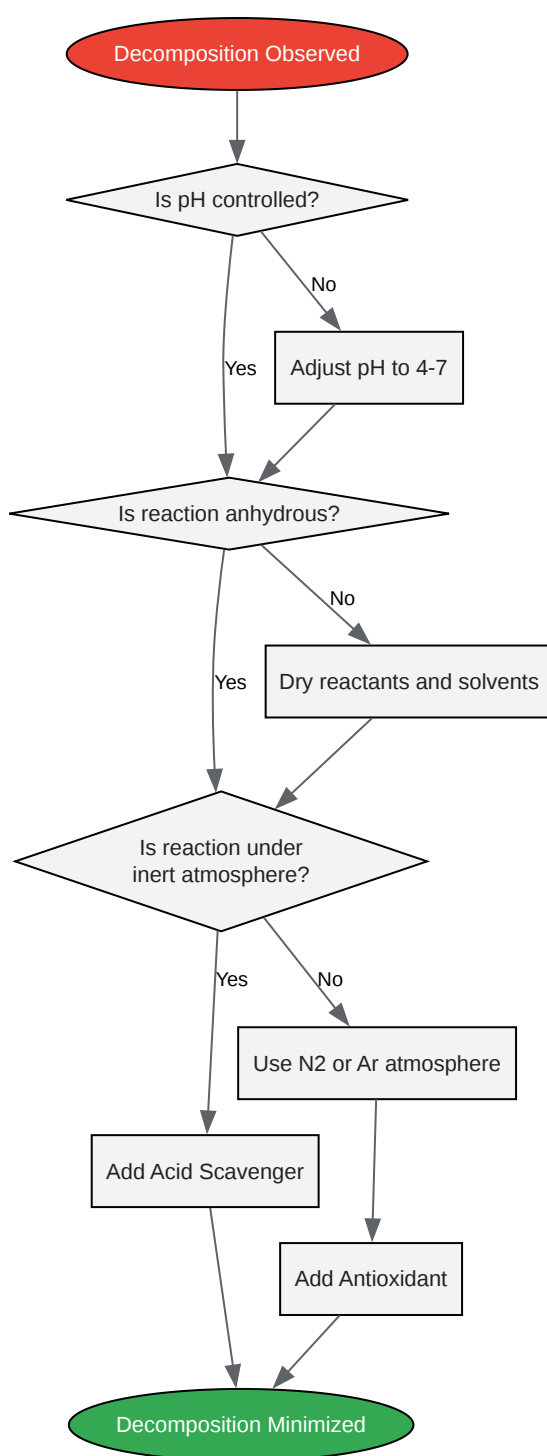 Decomposition Observed
Is pH controlled?
No
Yes
Adjust pH to 4-7
Is reaction anhydrous?
No
Yes
Dry reactants and solvents
Is reaction under
inert atmosphere?
Yes
No
Use N2 or Ar atmosphere
Add Acid Scavenger
Add Antioxidant
Decomposition Minimized